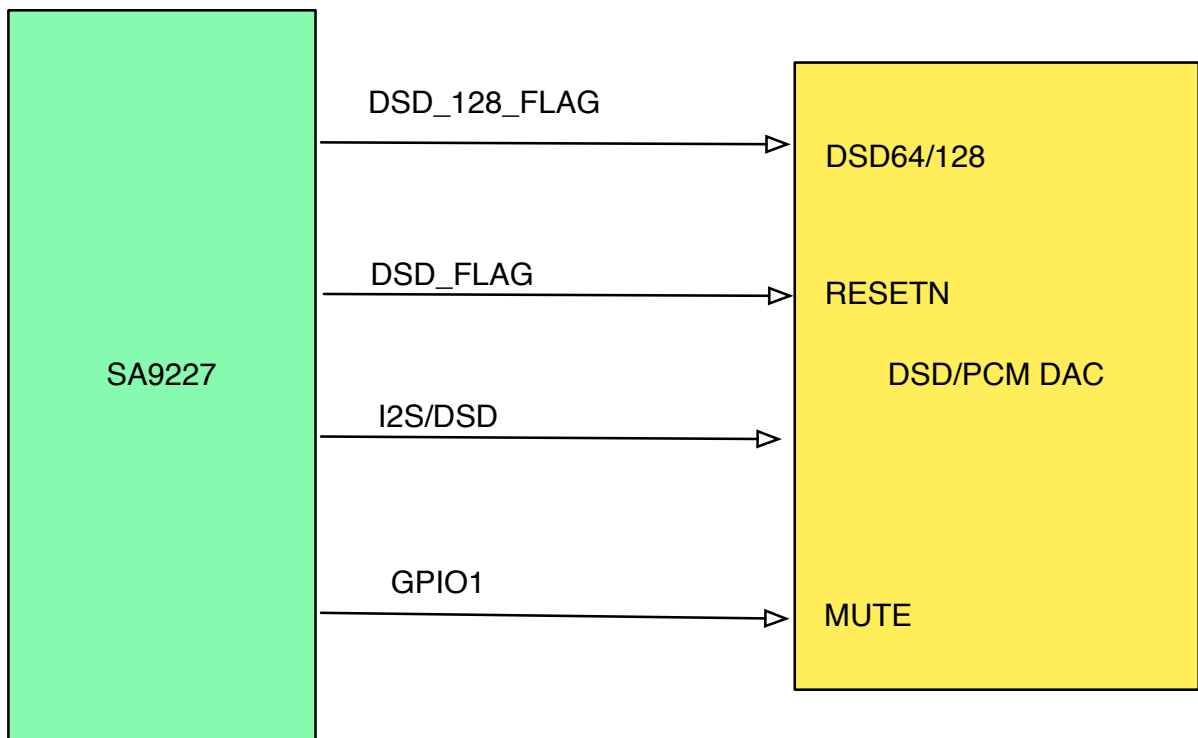 DSD_128_FLAG
DSD64/128
DSD_FLAG
RESETN
SA9227
DSD/PCM DAC
I2S/DSD
GPIO1
MUTE